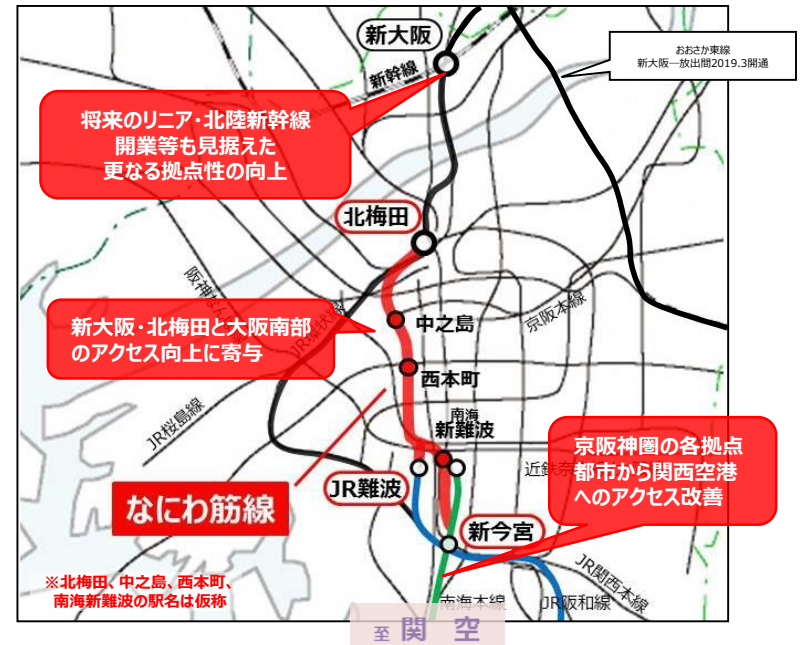 新大阪
新幹線
おおさか東線
新大阪―放出間2019.3開通
将来のリニア・北陸新幹線
開業等も見据えた
更なる拠点性の向上
北梅田
阪神なん
JR環状線
新大阪・北梅田と大阪南部
のアクセス向上に寄与
中之島
京阪本線
西本町
JR桜島線
南海
新難波
京阪神圏の各拠点
都市から関西空港
へのアクセス改善
近鉄
JR難波
なにわ筋線
新今宮
※北梅田、中之島、西本町、
南海新難波の駅名は仮称
南海本線
JR阪和線
JR関西本線
至 関 空